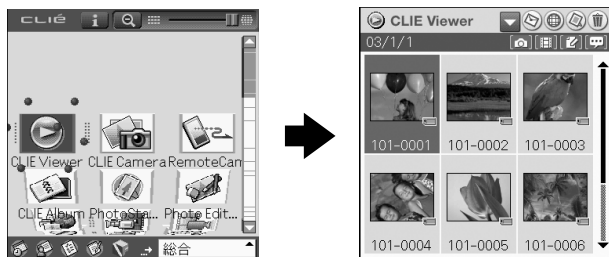 CLIÉ
CLIE Viewer CLIE Camera RemoteCam
CLIE Album PhotoSta... Photo Edit...
総合
CLIE Viewer
03/1/1
101-0001 101-0002 101-0003
101-0004 101-0005 101-0006